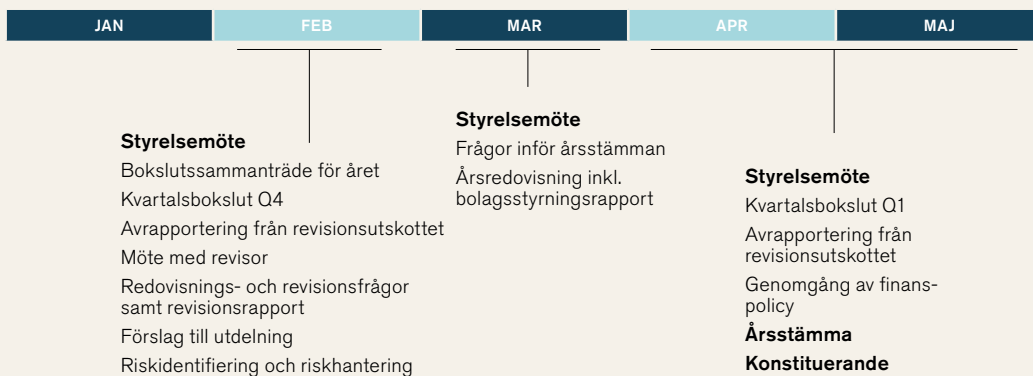 JAN FEB MAR APR MAJ
Styrelsemöte
Bokslutssammanträde för året
Kvartalsbokslut Q4
Avrapportering från revisionsutskottet
Möte med revisor
Redovisnings- och revisionsfrågor
samt revisionsrapport
Förslag till utdelning
Riskidentifiering och riskhantering
Styrelsemöte
Frågor inför årsstämman
Årsredovisning inkl.
bolagsstyrningsrapport
Styrelsemöte
Kvartalsbokslut Q1
Avrapportering från
revisionsutskottet
Genomgång av finans-
policy
Årsstämma
Konstituerande